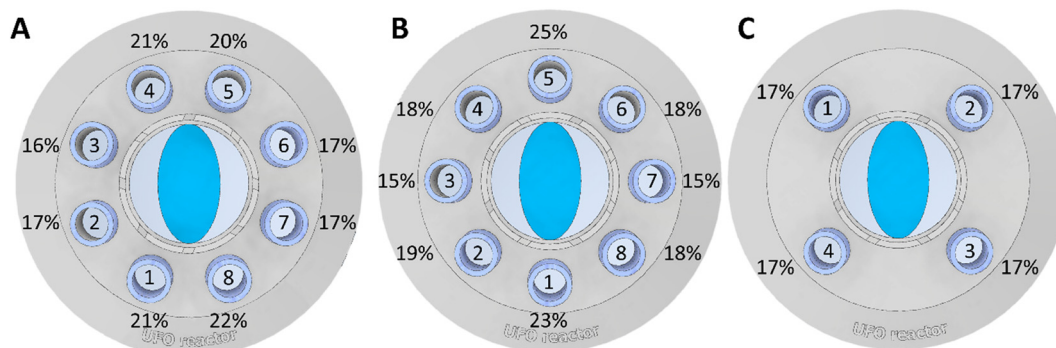 A
21% 20%
4 5
16% 3 6 17%
17% 2 7 17%
1 8
21% 22%
UFO reactor
B
25%
5
18% 4 6 18%
15% 3 7 15%
19% 2 8 18%
1
23%
UFO reactor
C
17% 1 2 17%
17% 4 3 17%
UFO reactor